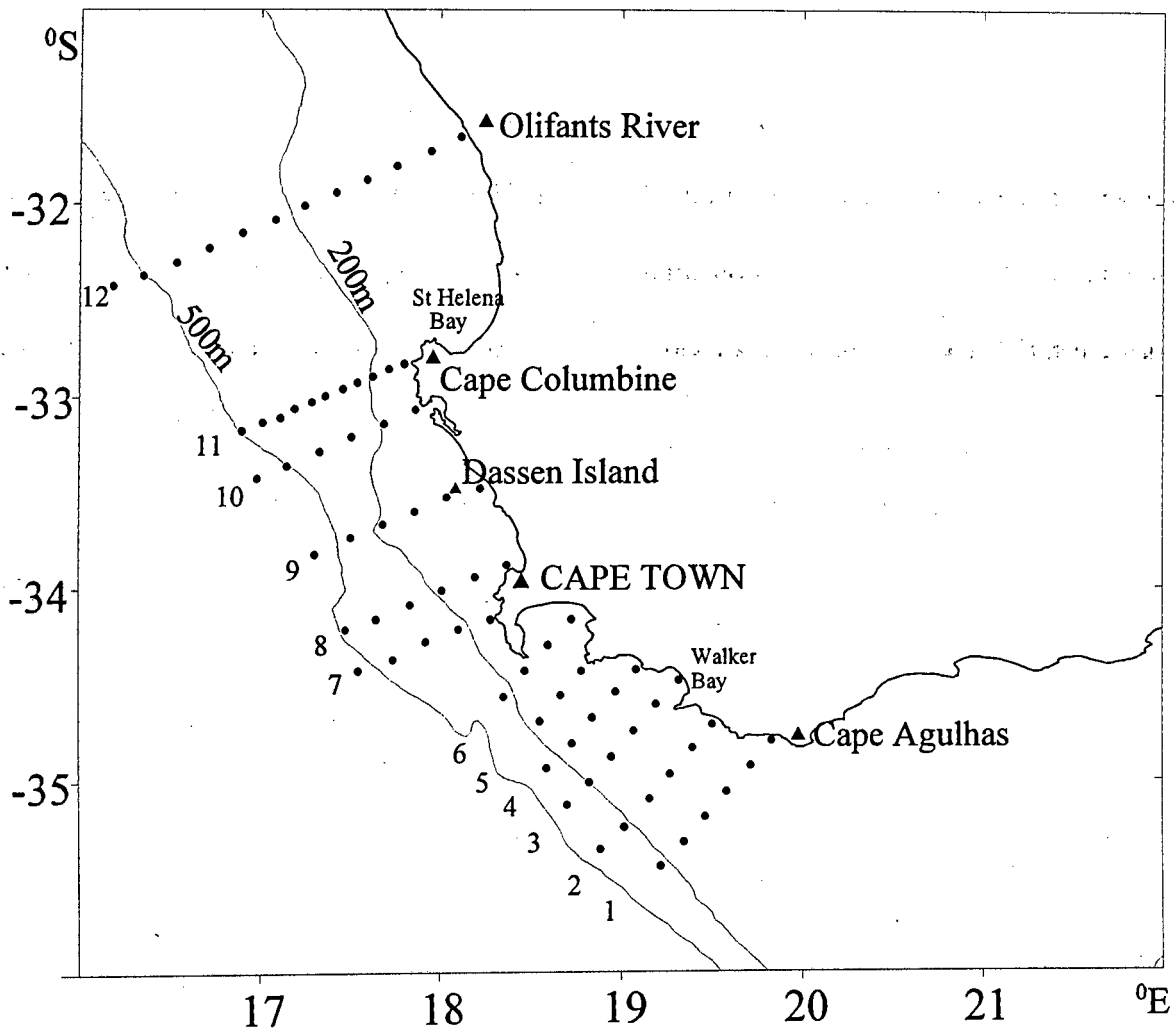 ⁰S
Olifants River
-32
200m
12
500m
St Helena
Bay
Cape Columbine
-33
11
10
Dassen Island
9
CAPE TOWN
-34
8
7
Walker
Bay
6
Cape Agulhas
5
-35
4
3
2
1
17
18
19
20
21
⁰E